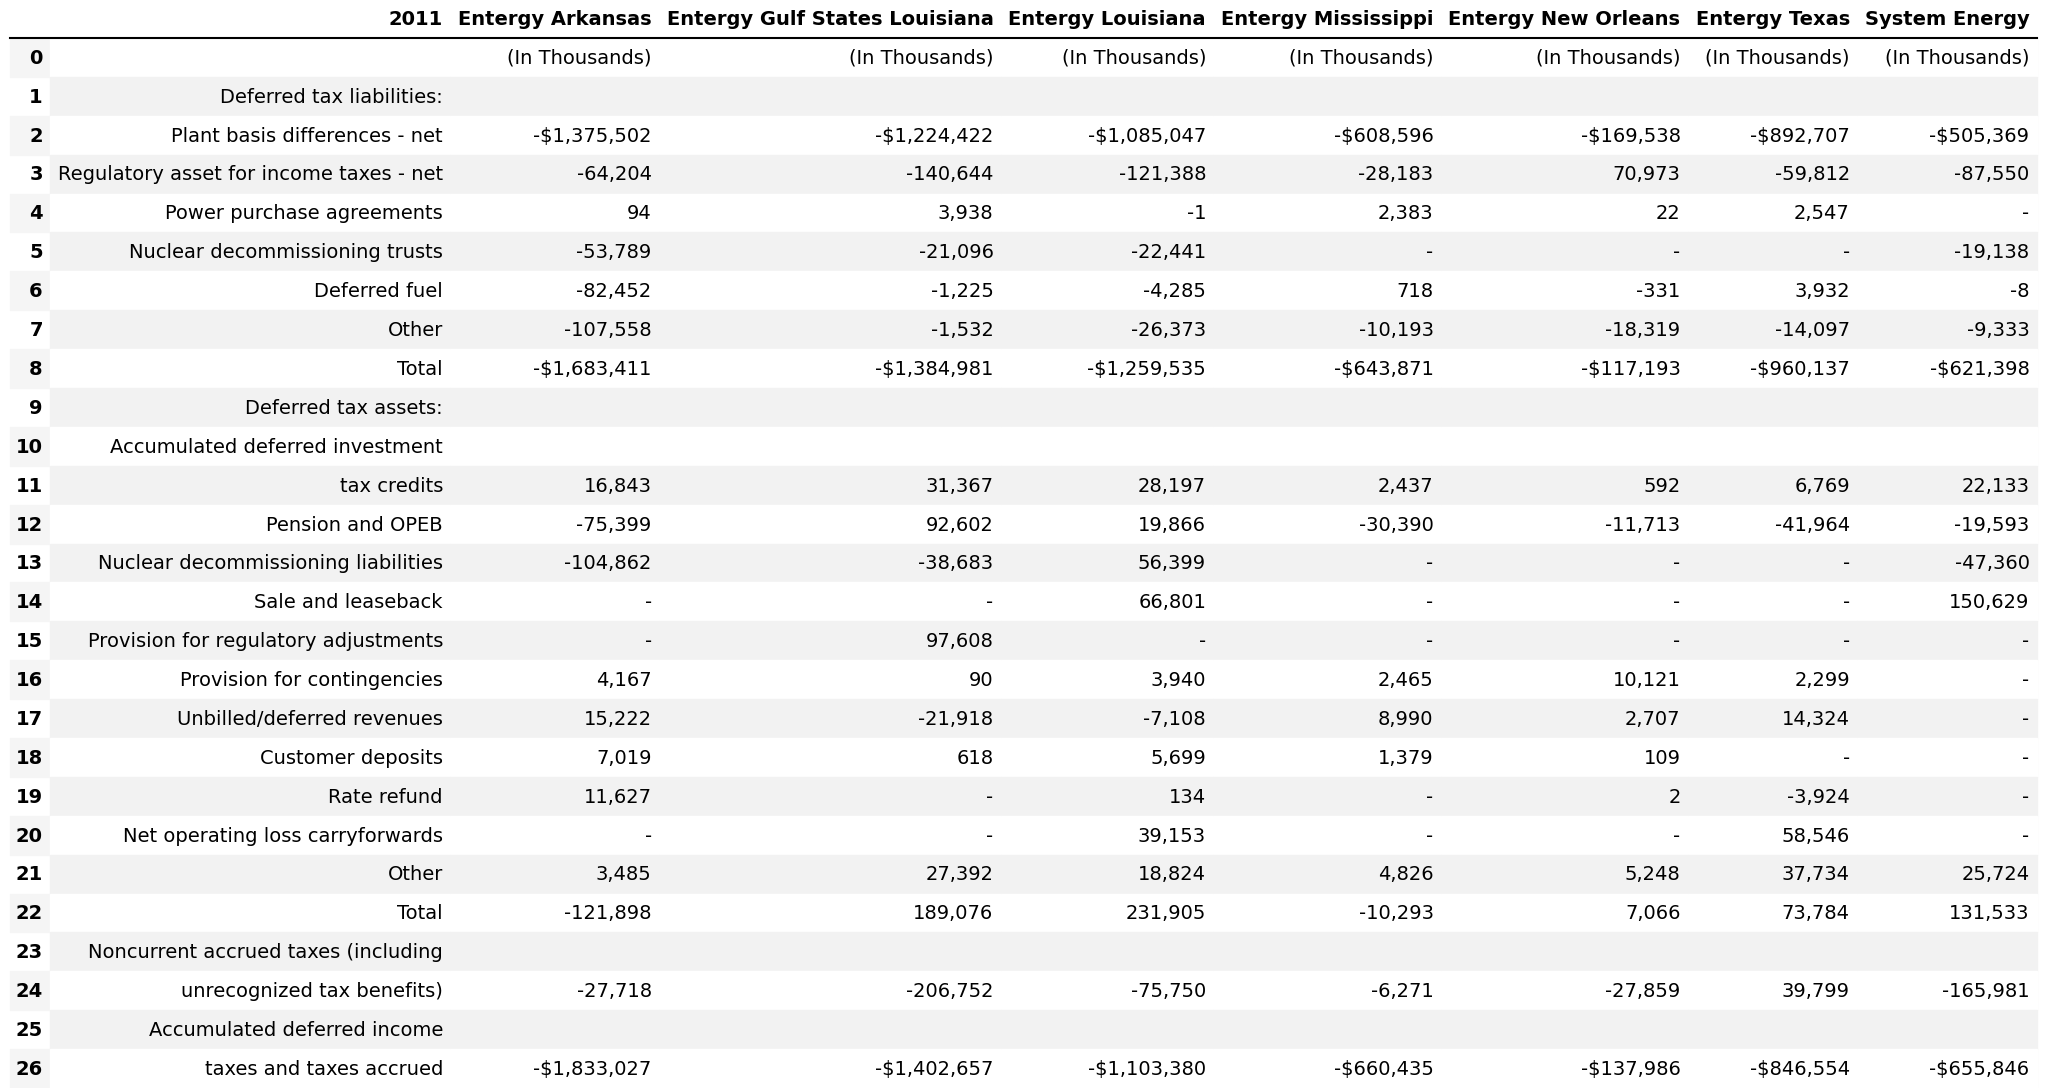 2011 Entergy Arkansas Entergy Gulf States Louisiana Entergy Louisiana Entergy Mississippi Entergy New Orleans Entergy Texas System Energy
0 (In Thousands) (In Thousands) (In Thousands) (In Thousands) (In Thousands) (In Thousands) (In Thousands)
1 Deferred tax liabilities:
2 Plant basis differences - net -$1,375,502 -$1,224,422 -$1,085,047 -$608,596 -$169,538 -$892,707 -$505,369
3 Regulatory asset for income taxes - net -64,204 -140,644 -121,388 -28,183 70,973 -59,812 -87,550
4 Power purchase agreements 94 3,938 -1 2,383 22 2,547 -
5 Nuclear decommissioning trusts -53,789 -21,096 -22,441 - - - -19,138
6 Deferred fuel -82,452 -1,225 -4,285 718 -331 3,932 -8
7 Other -107,558 -1,532 -26,373 -10,193 -18,319 -14,097 -9,333
8 Total -$1,683,411 -$1,384,981 -$1,259,535 -$643,871 -$117,193 -$960,137 -$621,398
9 Deferred tax assets:
10 Accumulated deferred investment
11 tax credits 16,843 31,367 28,197 2,437 592 6,769 22,133
12 Pension and OPEB -75,399 92,602 19,866 -30,390 -11,713 -41,964 -19,593
13 Nuclear decommissioning liabilities -104,862 -38,683 56,399 - - - -47,360
14 Sale and leaseback - - 66,801 - - - 150,629
15 Provision for regulatory adjustments - 97,608 - - - - -
16 Provision for contingencies 4,167 90 3,940 2,465 10,121 2,299 -
17 Unbilled/deferred revenues 15,222 -21,918 -7,108 8,990 2,707 14,324 -
18 Customer deposits 7,019 618 5,699 1,379 109 - -
19 Rate refund 11,627 - 134 - 2 -3,924 -
20 Net operating loss carryforwards - - 39,153 - - 58,546 -
21 Other 3,485 27,392 18,824 4,826 5,248 37,734 25,724
22 Total -121,898 189,076 231,905 -10,293 7,066 73,784 131,533
23 Noncurrent accrued taxes (including
24 unrecognized tax benefits) -27,718 -206,752 -75,750 -6,271 -27,859 39,799 -165,981
25 Accumulated deferred income
26 taxes and taxes accrued -$1,833,027 -$1,402,657 -$1,103,380 -$660,435 -$137,986 -$846,554 -$655,846